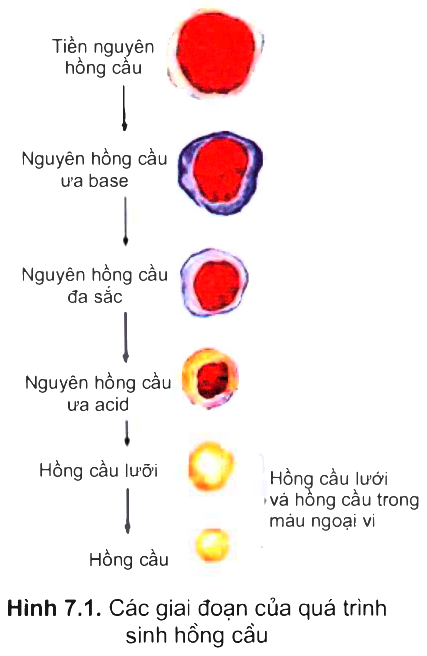 Tiền nguyên
hồng cầu
Nguyên hồng cầu
ưa base
Nguyên hồng cầu
đa sắc
Nguyên hồng cầu
ưa acid
Hồng cầu lưỡi
Hồng cầu
Hồng cầu lưới
vá hồng cầu trong
máu ngoại vi
Hình 7.1. Các giai đoạn của quá trình
sinh hồng cầu